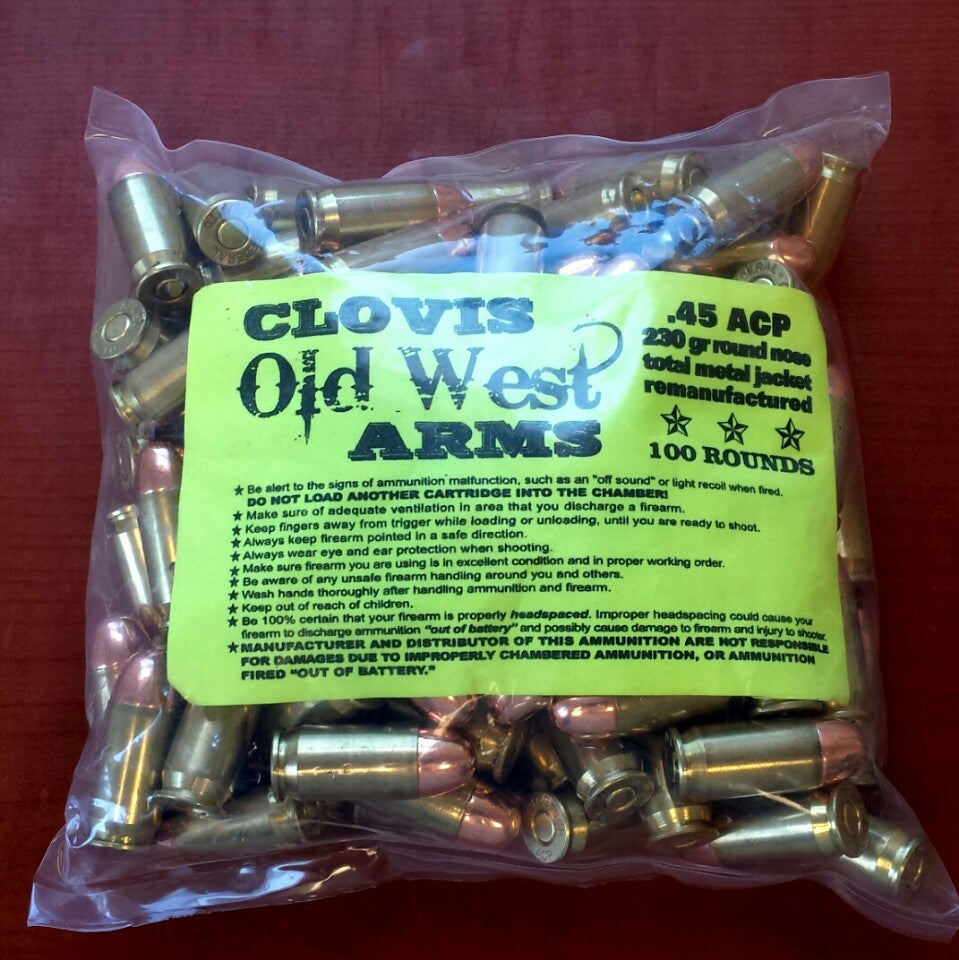 CLOVIS
Old West
ARMS
.45 ACP
230 gr round nose
total metal jacket
remanufactured
100 ROUNDS
Be alert to the signs of ammunition malfunction, such as an "off sound" or light recoil when fired.
DO NOT LOAD ANOTHER CARTRIDGE INTO THE CHAMBER!
Make sure of adequate ventilation in area that you discharge a firearm.
Keep fingers away from trigger while loading or unloading, until you are ready to shoot.
Always keep firearm pointed in a safe direction.
Always wear eye and ear protection when shooting.
Make sure firearm you are using is in excellent condition and in proper working order.
Be aware of any unsafe firearm handling around you and others.
Wash hands thoroughly after handling ammunition and firearm.
Keep out of reach of children.
Be 100% certain that your firearm is properly headspaced. Improper headspacing could cause your
firearm to discharge ammunition "out of battery" and possibly cause damage to firearm and injury to shooter.
MANUFACTURER AND DISTRIBUTOR OF THIS AMMUNITION ARE NOT RESPONSIBLE
FOR DAMAGES DUE TO IMPROPERLY CHAMBERED AMMUNITION, OR AMMUNITION
FIRED "OUT OF BATTERY."